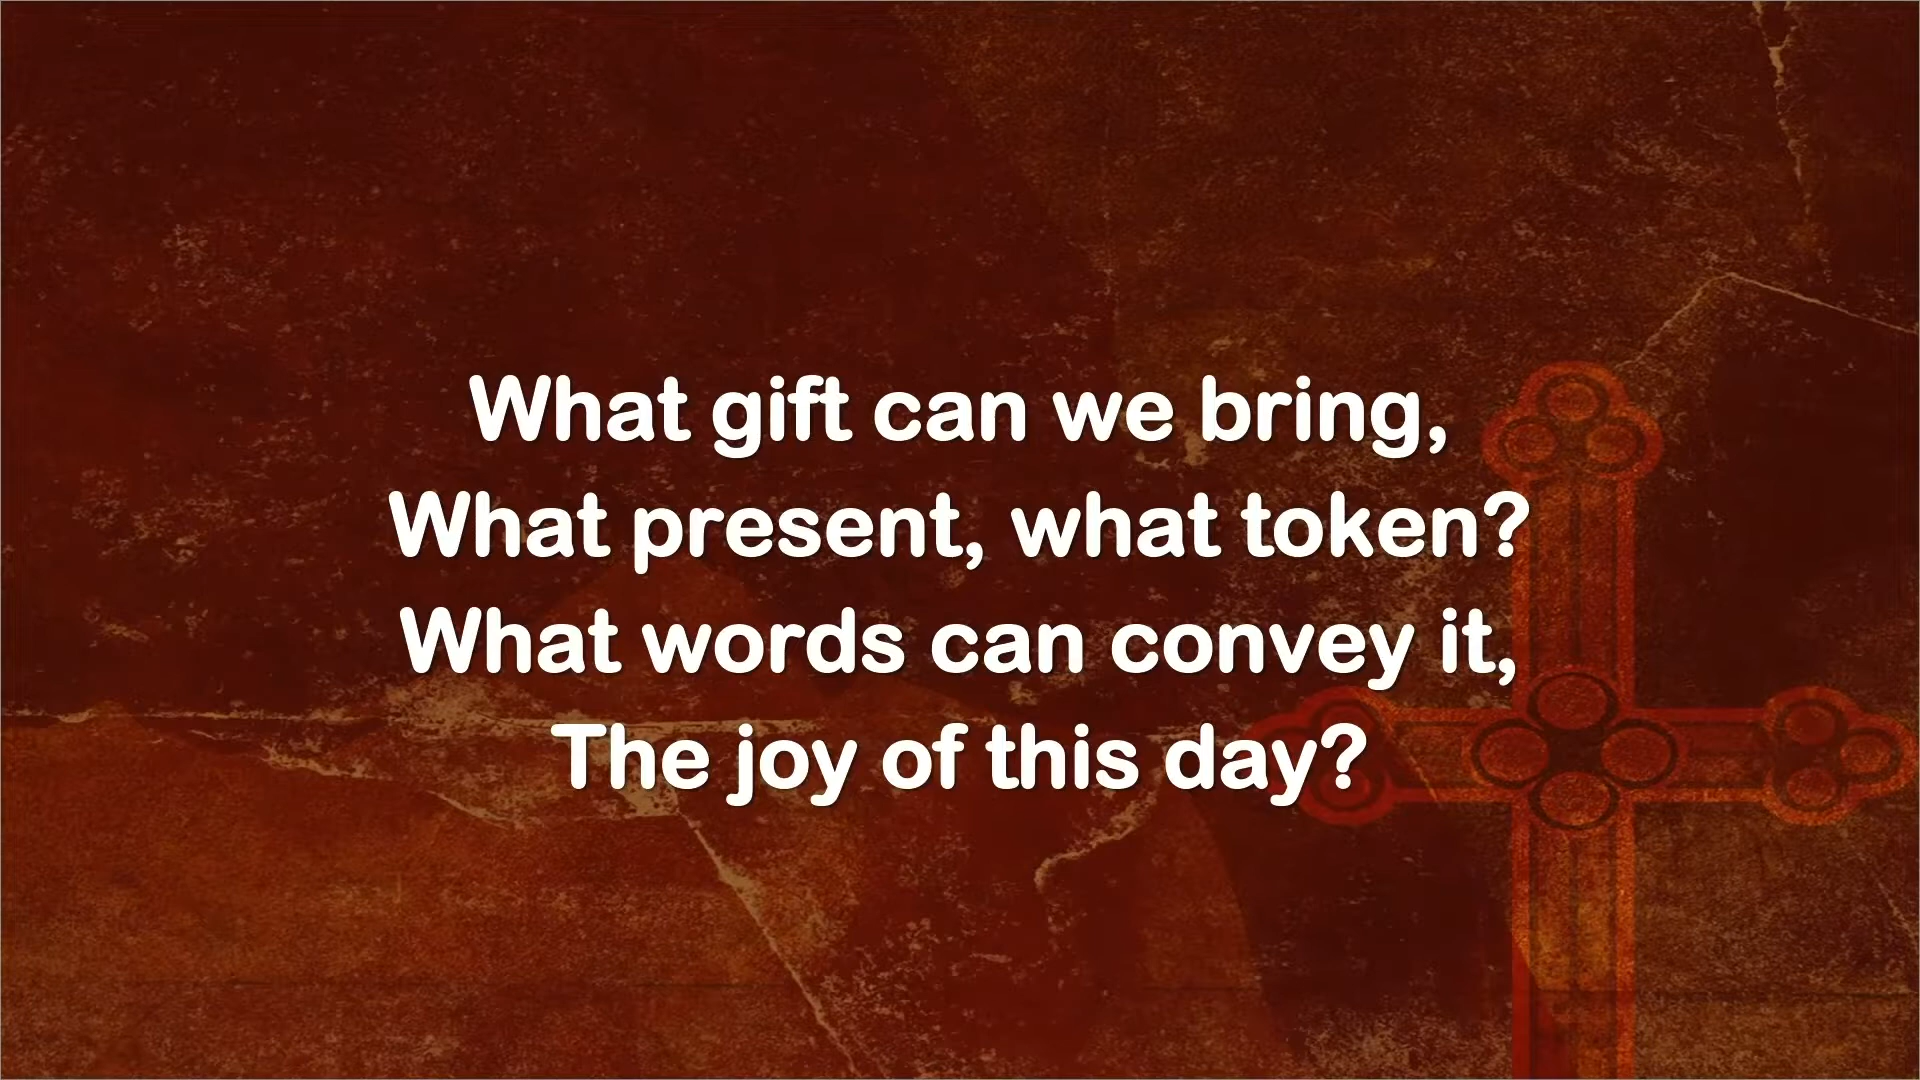 What gift can we bring,
What present, what token?
What words can convey it,
The joy of this day?